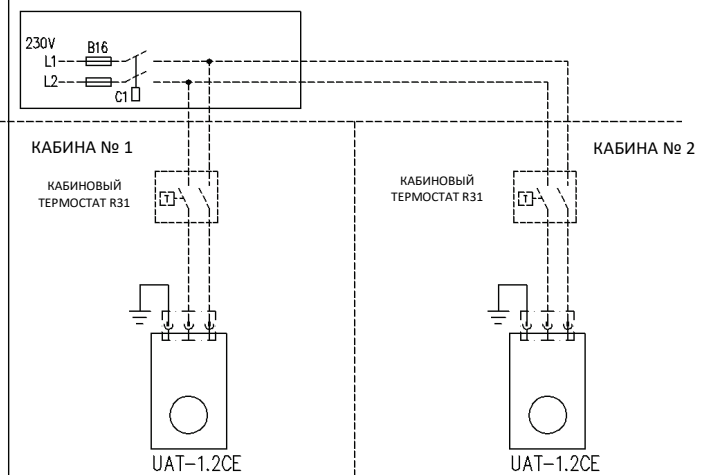 230V
L1
B16
L2
C1
КАБИНА № 1
КАБИНА № 2
КАБИНОВЫЙ
ТЕРМОСТАТ R31
T
КАБИНОВЫЙ
ТЕРМОСТАТ R31
T
UAT-1.2CE
UAT-1.2CE